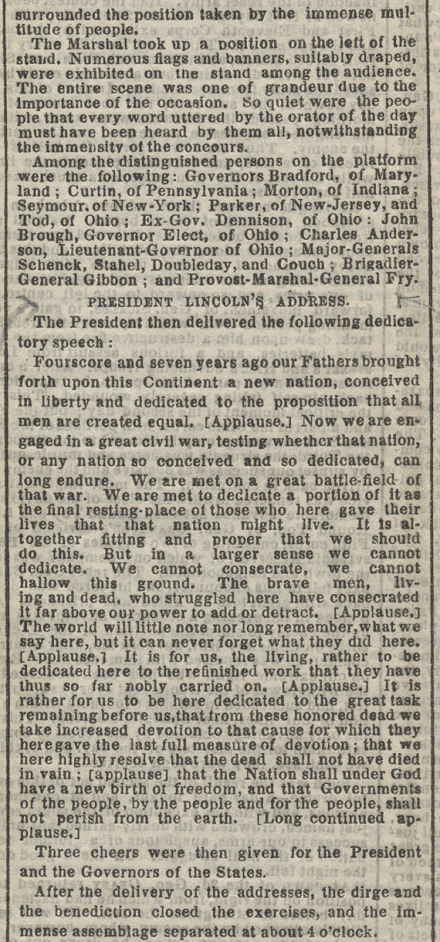 surrounded the position taken by the immense mul-
titude of people.
The Marshal took up a position on the left of the
stand. Numerous flags and banners, suitably draped,
were exhibited on the stand among the audience.
The entire scene was one of grandeur due to the
importance of the occasion. So quiet were the peo-
ple that every word uttered by the orator of the day
must have been heard by them all, notwithstanding
the immensity of the concours.
Among the distinguished persons on the platform
were the following: Governors Bradford, of Mary-
land; Curtin, of Pennsylvania; Morton, of Indiana;
Seymour, of New-York; Parker, of New-Jersey, and
Tod, of Ohio; Ex-Gov. Dennison, of Ohio: John
Brough, Governor Elect, of Ohio; Charles Ander-
son, Lieutenant-Governor of Ohio; Major-Generals
Schenck, Stahel, Doubleday, and Couch; Brigadier-
General Gibbon; and Provost-Marshal-General Fry.
PRESIDENT LINCOLN'S ADDRESS.
The President then delivered the following dedica-
tory speech:
Fourscore and seven years ago our Fathers brought
forth upon this Continent a new nation, conceived
in liberty and dedicated to the proposition that all
men are created equal. [Applause.] Now we are en-
gaged in a great civil war, testing whether that nation,
or any nation so conceived and so dedicated, can
long endure. We are met on a great battle-field of
that war. We are met to dedicate a portion of it as
the final resting-place of those who here gave their
lives that that nation might live. It is al-
together fitting and proper that we should
do this. But in a larger sense we cannot
dedicate. We cannot consecrate, we cannot
hallow this ground. The brave men, liv-
ing and dead, who struggled here have consecrated
it far above our power to add or detract. [Applause.]
The world will little note nor long remember, what we
say here, but it can never forget what they did here.
[Applause.] It is for us, the living, rather to be
dedicated here to the refinished work that they have
thus so far nobly carried on. [Applause.] It is
rather for us to be here dedicated to the great task
remaining before us, that from these honored dead we
take increased devotion to that cause for which they
here gave the last full measure of devotion; that we
here highly resolve that the dead shall not have died
in vain; [applause] that the Nation shall under God
have a new birth of freedom, and that Governments
of the people, by the people and for the people, shall
not perish from the earth. [Long continued ap-
plause.]
Three cheers were then given for the President
and the Governors of the States.
After the delivery of the addresses, the dirge and
the benediction closed the exercises, and the im-
mense assemblage separated at about 4 o'clock.